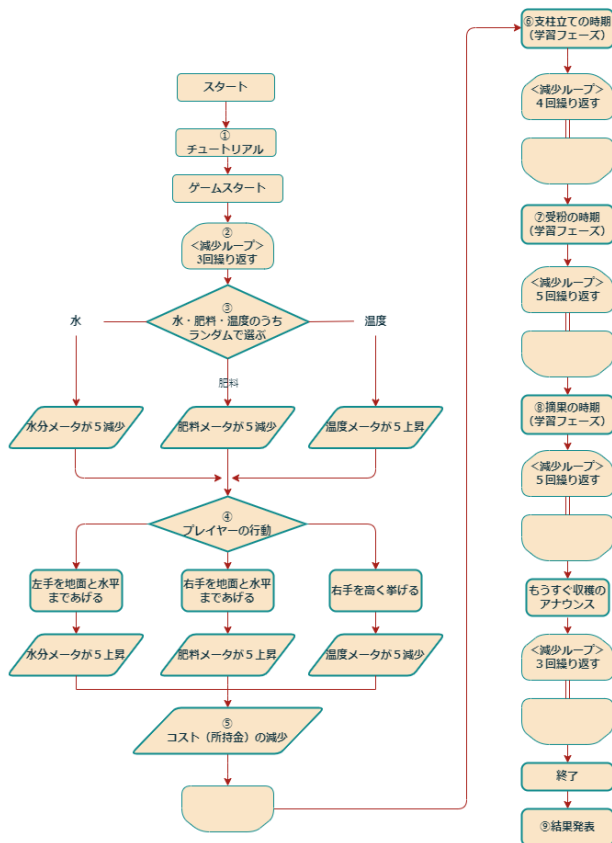 スタート
①
チュートリアル
ゲームスタート
②
<減少ループ>
3回繰り返す
③
水・肥料・温度のうち
ランダムで選ぶ
水
肥料
温度
水分メータが５減少
肥料メータが５減少
温度メータが５上昇
④
プレイヤーの行動
左手を地面と水平
まであげる
右手を地面と水平
まであげる
右手を高く挙げる
水分メータが５上昇
肥料メータが５上昇
温度メータが５減少
⑤
コスト（所持金）の減少
⑥支柱立ての時期
(学習フェーズ)
<減少ループ>
４回繰り返す
⑦受粉の時期
(学習フェーズ)
<減少ループ>
５回繰り返す
⑧摘果の時期
(学習フェーズ)
<減少ループ>
５回繰り返す
もうすぐ収穫の
アナウンス
<減少ループ>
３回繰り返す
終了
⑨結果発表